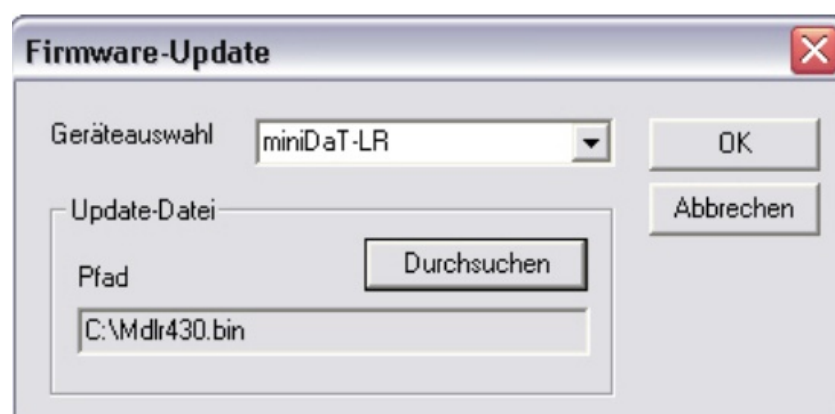 Firmware-Update
Geräteauswahl
miniDaT-LR
OK
Abbrechen
Update-Datei
Durchsuchen
Pfad
C:\Mdlr430.bin